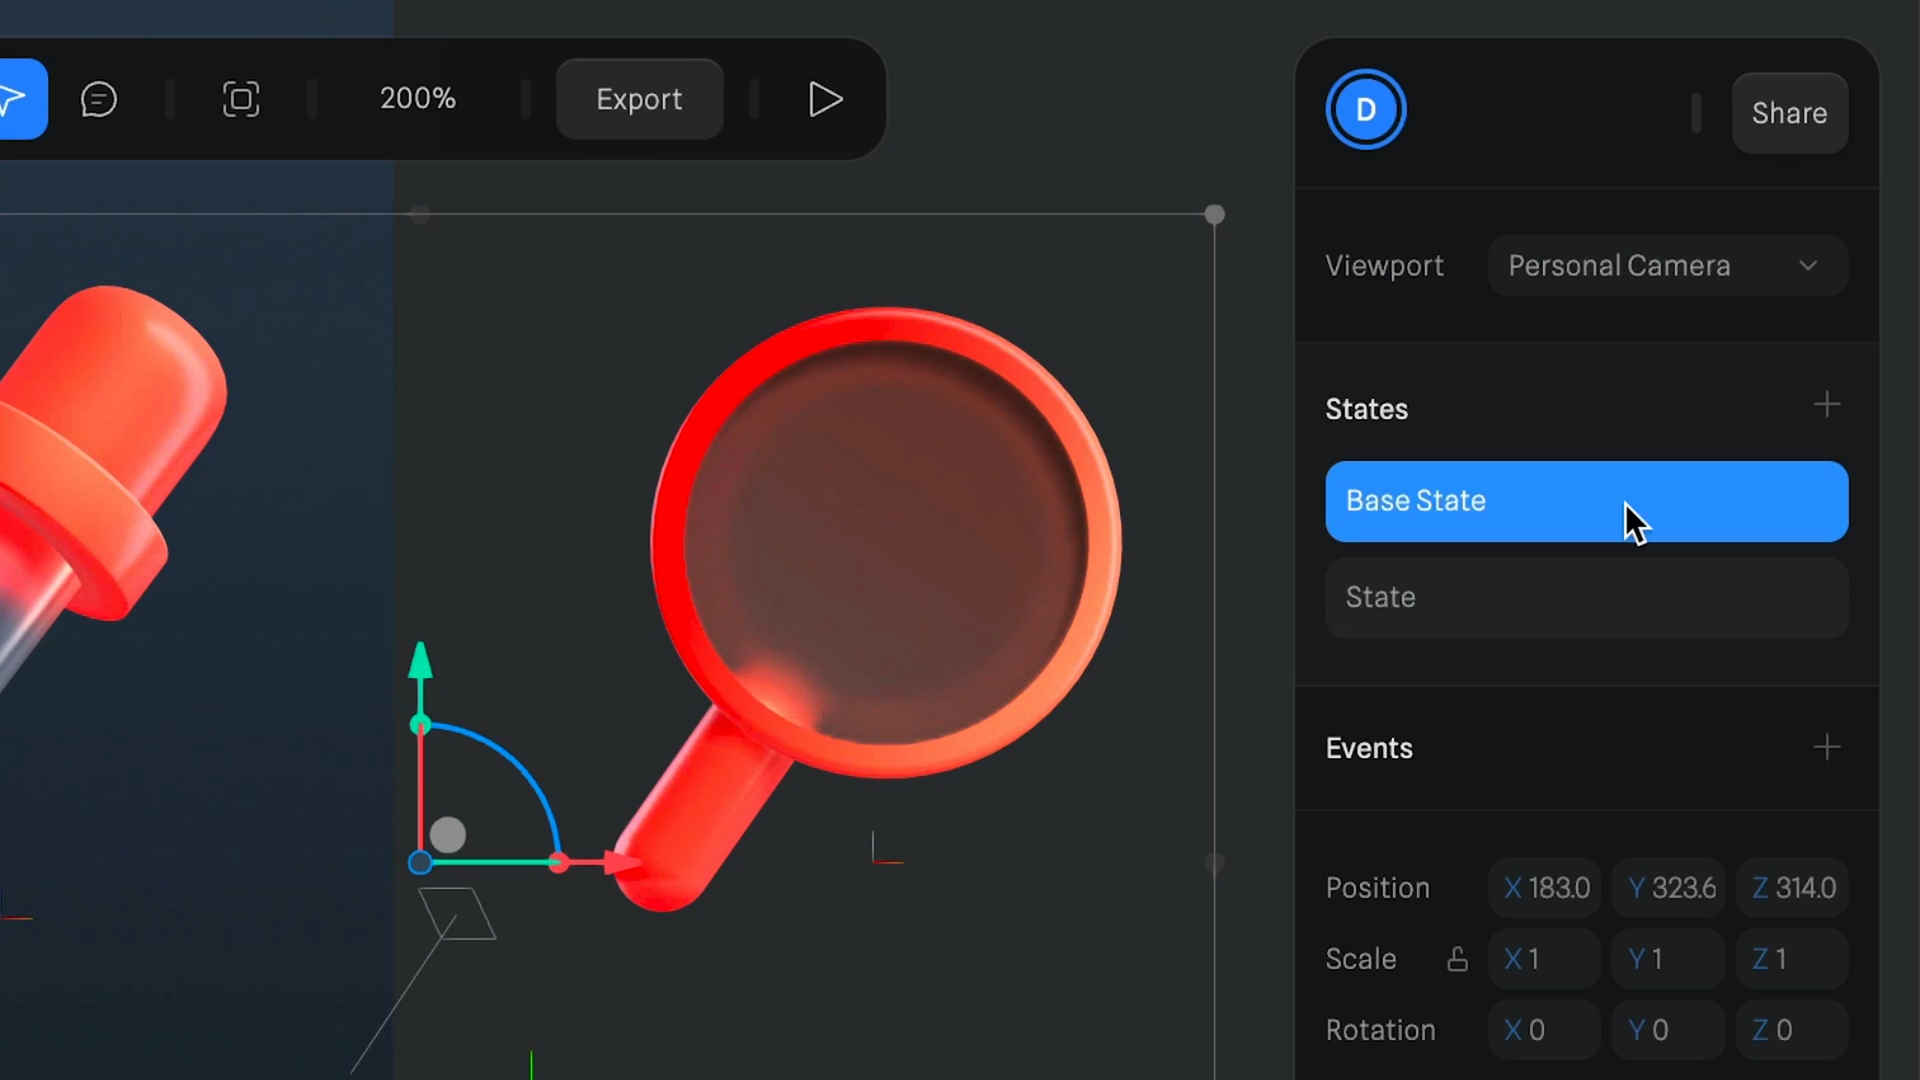 200%
Export
D
Share
Viewport
Personal Camera
States
Base State
State
Events
Position X 183.0 Y 323.6 Z 314.0
Scale X 1 Y 1 Z 1
Rotation X 0 Y 0 Z 0